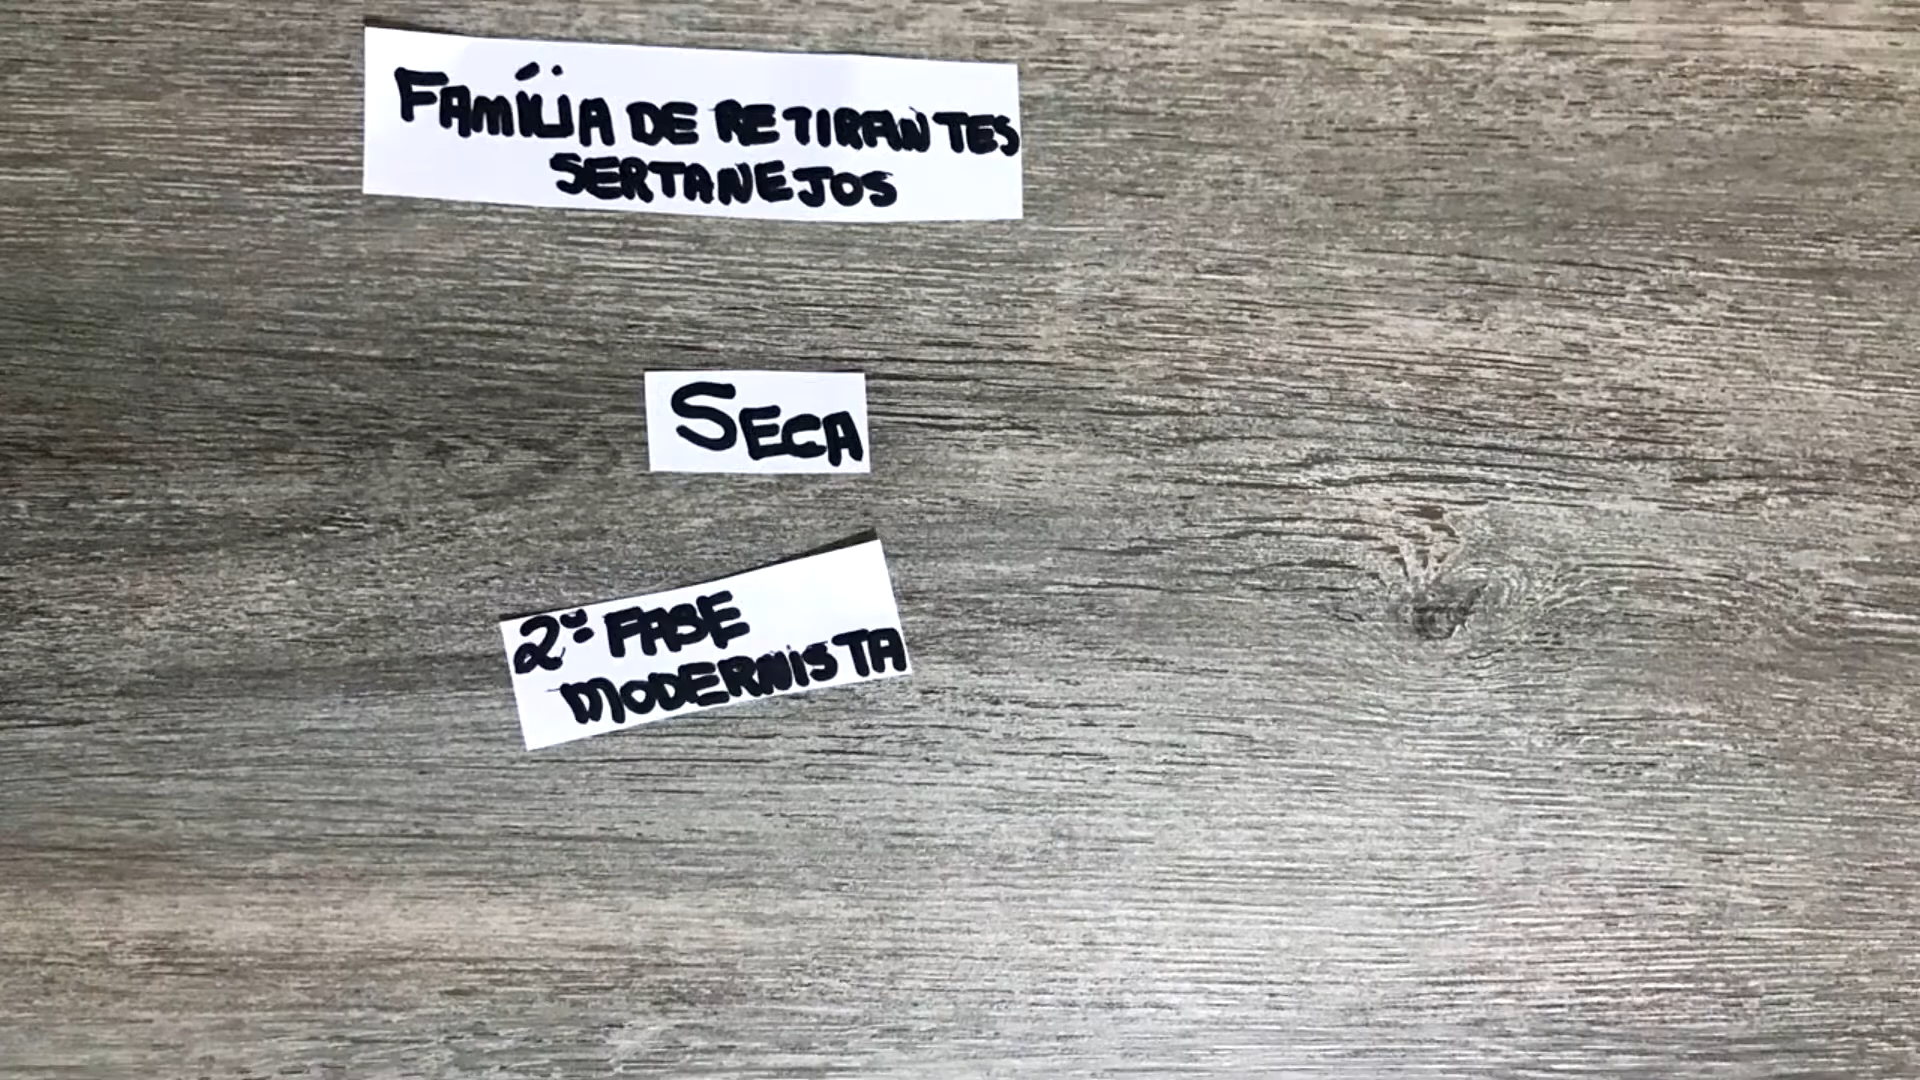 FAMÍLIA DE RETIRANTES
SERTANEJOS
SECA
2ª FASE
MODERNISTA